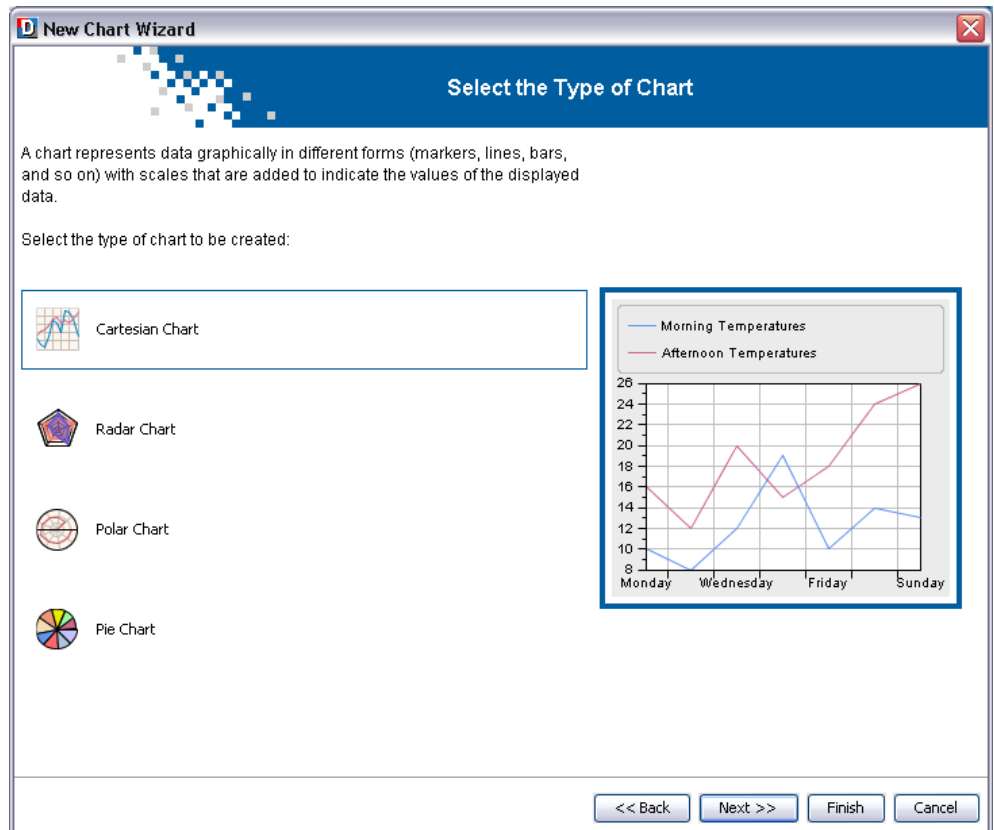 D New Chart Wizard
Select the Type of Chart
A chart represents data graphically in different forms (markers, lines, bars,
and so on) with scales that are added to indicate the values of the displayed
data.
Select the type of chart to be created:
Cartesian Chart
Radar Chart
Polar Chart
Pie Chart
Morning Temperatures
Afternoon Temperatures
26
24
22
20
18
16
14
12
10
8
Monday Wednesday Friday Sunday
<< Back Next >> Finish Cancel